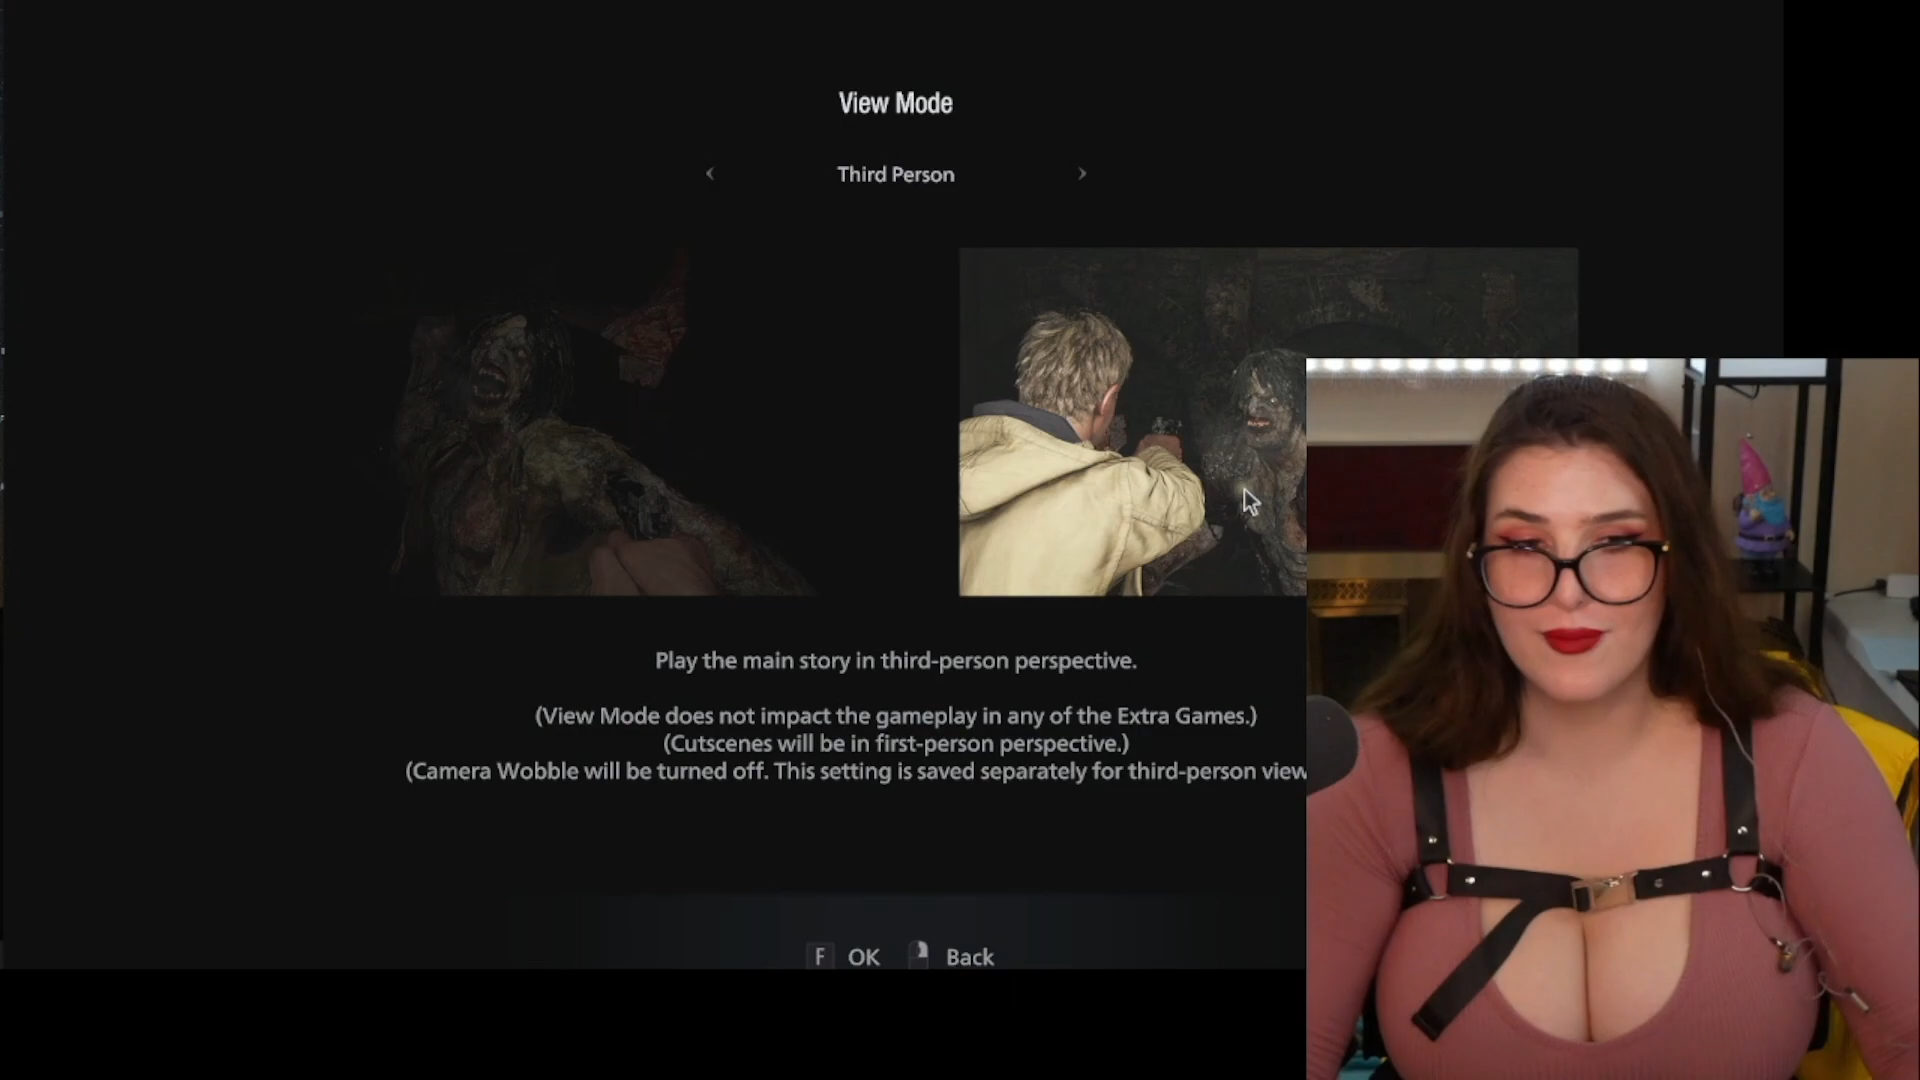 View Mode
Third Person
Play the main story in third-person perspective.
(View Mode does not impact the gameplay in any of the Extra Games.)
(Cutscenes will be in first-person perspective.)
(Camera Wobble will be turned off. This setting is saved separately for third-person view
F OK Back